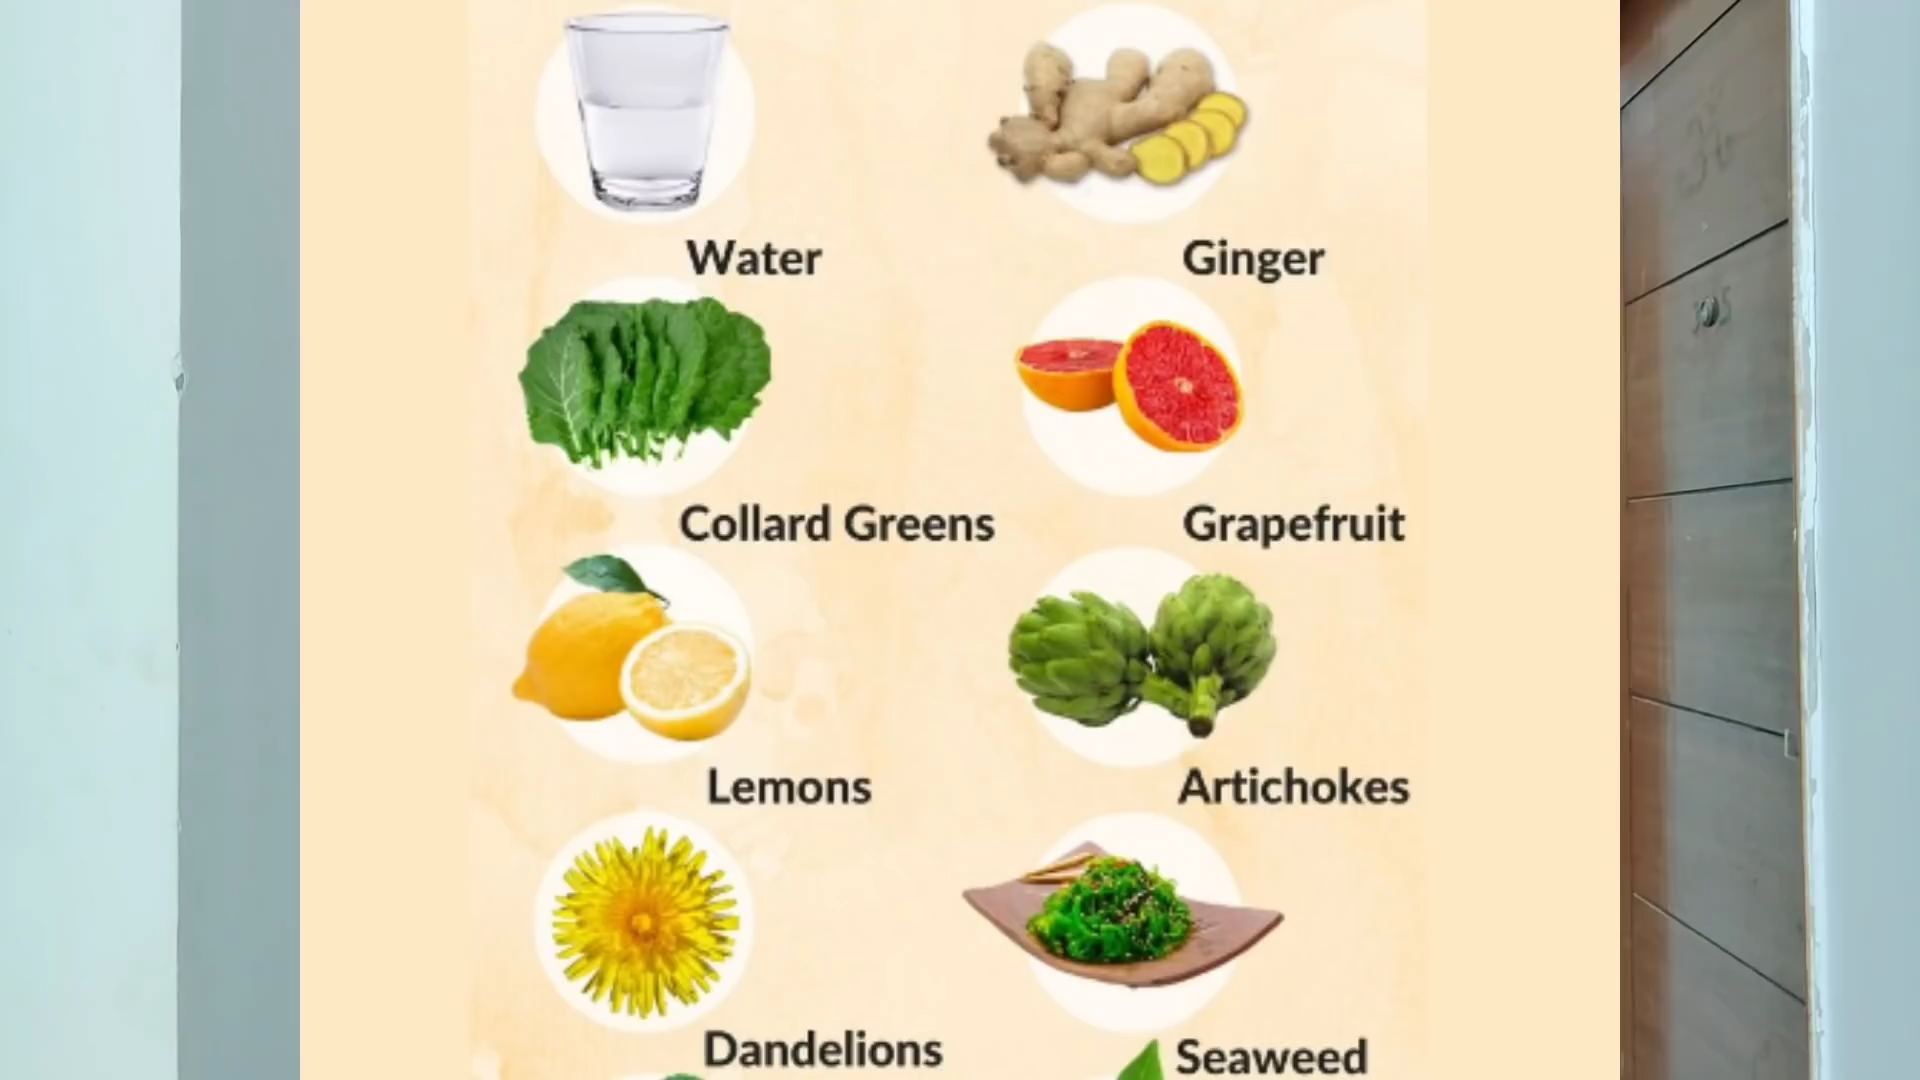 Water
Ginger
Collard Greens
Grapefruit
Lemons
Artichokes
Dandelions
Seaweed